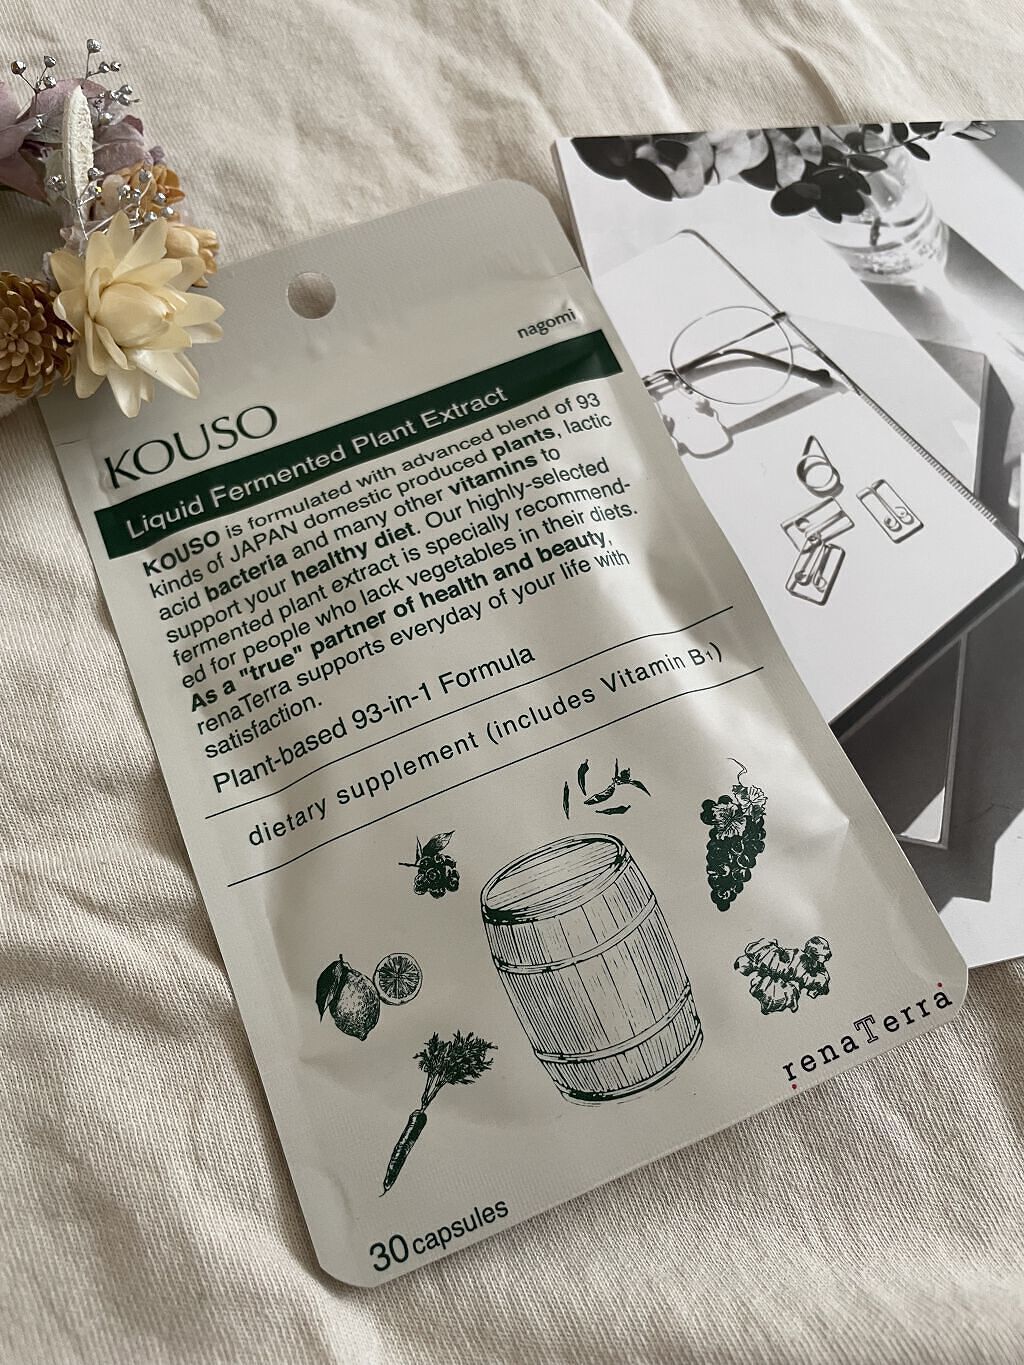 nagomi
KOUSO
Liquid Fermented Plant Extract
KOUSO is formulated with advanced blend of 93
kinds of JAPAN domestic produced plants, lactic
acid bacteria and many other vitamins to
support your healthy diet. Our highly-selected
fermented plant extract is specially recommend-
ed for people who lack vegetables in their diets.
As a "true" partner of health and beauty,
renaTerra supports everyday of your life with
satisfaction.
Plant-based 93-in-1 Formula
dietary supplement (includes Vitamin B₁)
renaTerra
30 capsules